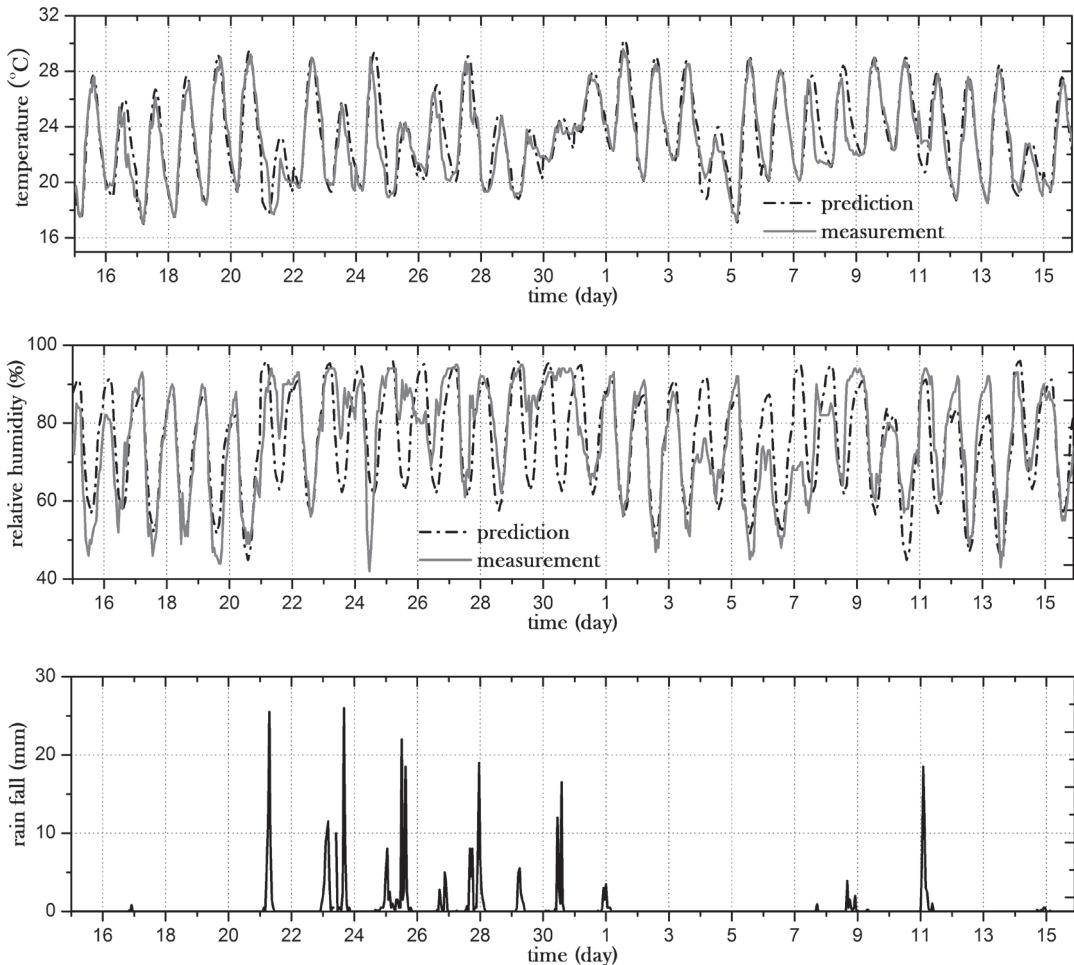 32
28
24
20
16
temperature (°C)
prediction
measurement
16 18 20 22 24 26 28 30 1 3 5 7 9 11 13 15
time (day)
100
80
60
40
relative humidity (%)
prediction
measurement
16 18 20 22 24 26 28 30 1 3 5 7 9 11 13 15
time (day)
30
20
10
0
rain fall (mm)
16 18 20 22 24 26 28 30 1 3 5 7 9 11 13 15
time (day)